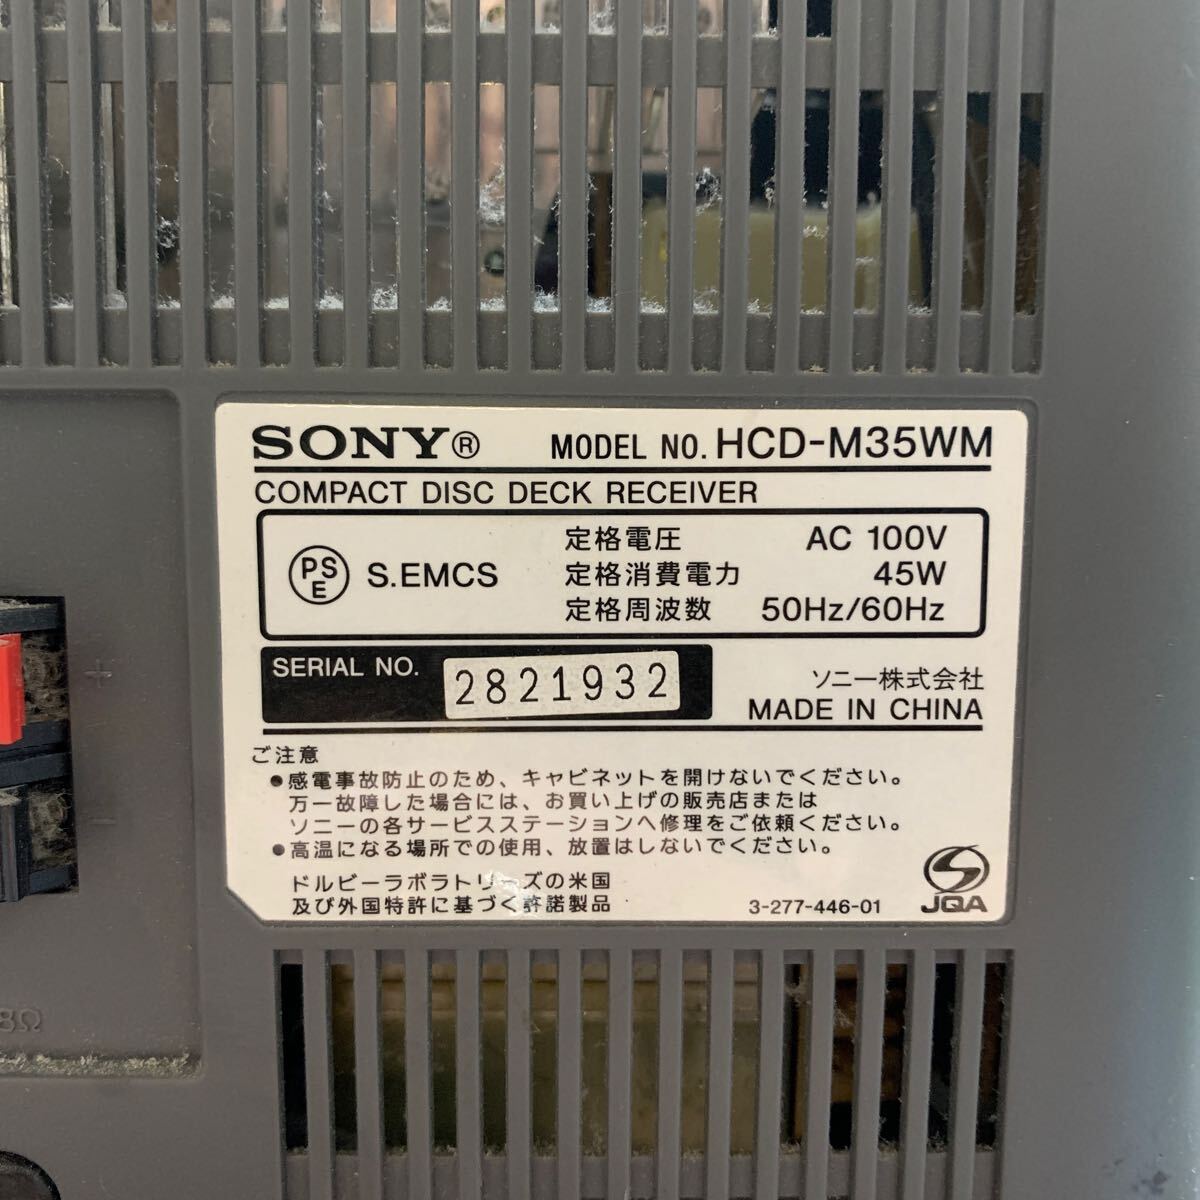 SONY® MODEL NO. HCD-M35WM
COMPACT DISC DECK RECEIVER
PSE S.EMCS
定格電圧 AC 100V
定格消費電力 45W
定格周波数 50Hz/60Hz
SERIAL NO. 2821932
ソニー株式会社
MADE IN CHINA
ご注意
●感電事故防止のため、キャビネットを開けないでください。
万一故障した場合には、お買い上げの販売店または
ソニーの各サービスステーションへ修理をご依頼ください。
●高温になる場所での使用、放置はしないでください。
ドルビーラボラトリーズの米国
及び外国特許に基づく許諾製品
3-277-446-01
JQA
+
-
8Ω